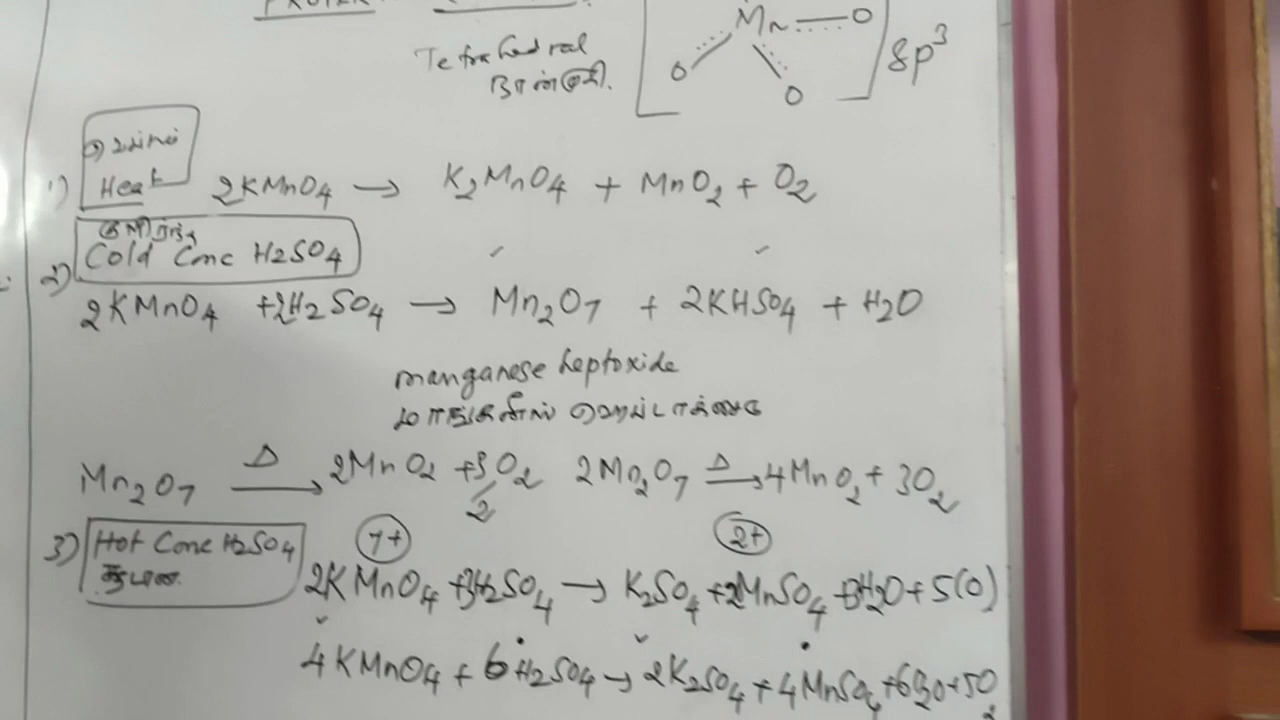 Tetrahedral
நான்முகி.
Mn O
O
O
sp³
வெப்பம்
1) Heat 2KMnO4 → K2MnO4 + MnO2 + O2
குளிர்ந்த
2) Cold Conc H2SO4
2KMnO4 + 2H2SO4 → Mn2O7 + 2KHSO4 + H2O
manganese heptoxide
மாங்கனீஸ் ஹெப்டாக்சைடு
Mn2O7 Δ→ 2MnO2 + 3/2 O2 2Mn2O7 Δ→ 4MnO2 + 3O2
3) Hot Conc H2SO4 7+ 2+
சூடான
2KMnO4 + 3H2SO4 → K2SO4 + 2MnSO4 + 3H2O + 5(O)
4KMnO4 + 6H2SO4 → 2K2SO4 + 4MnSO4 + 6H2O + 5O2